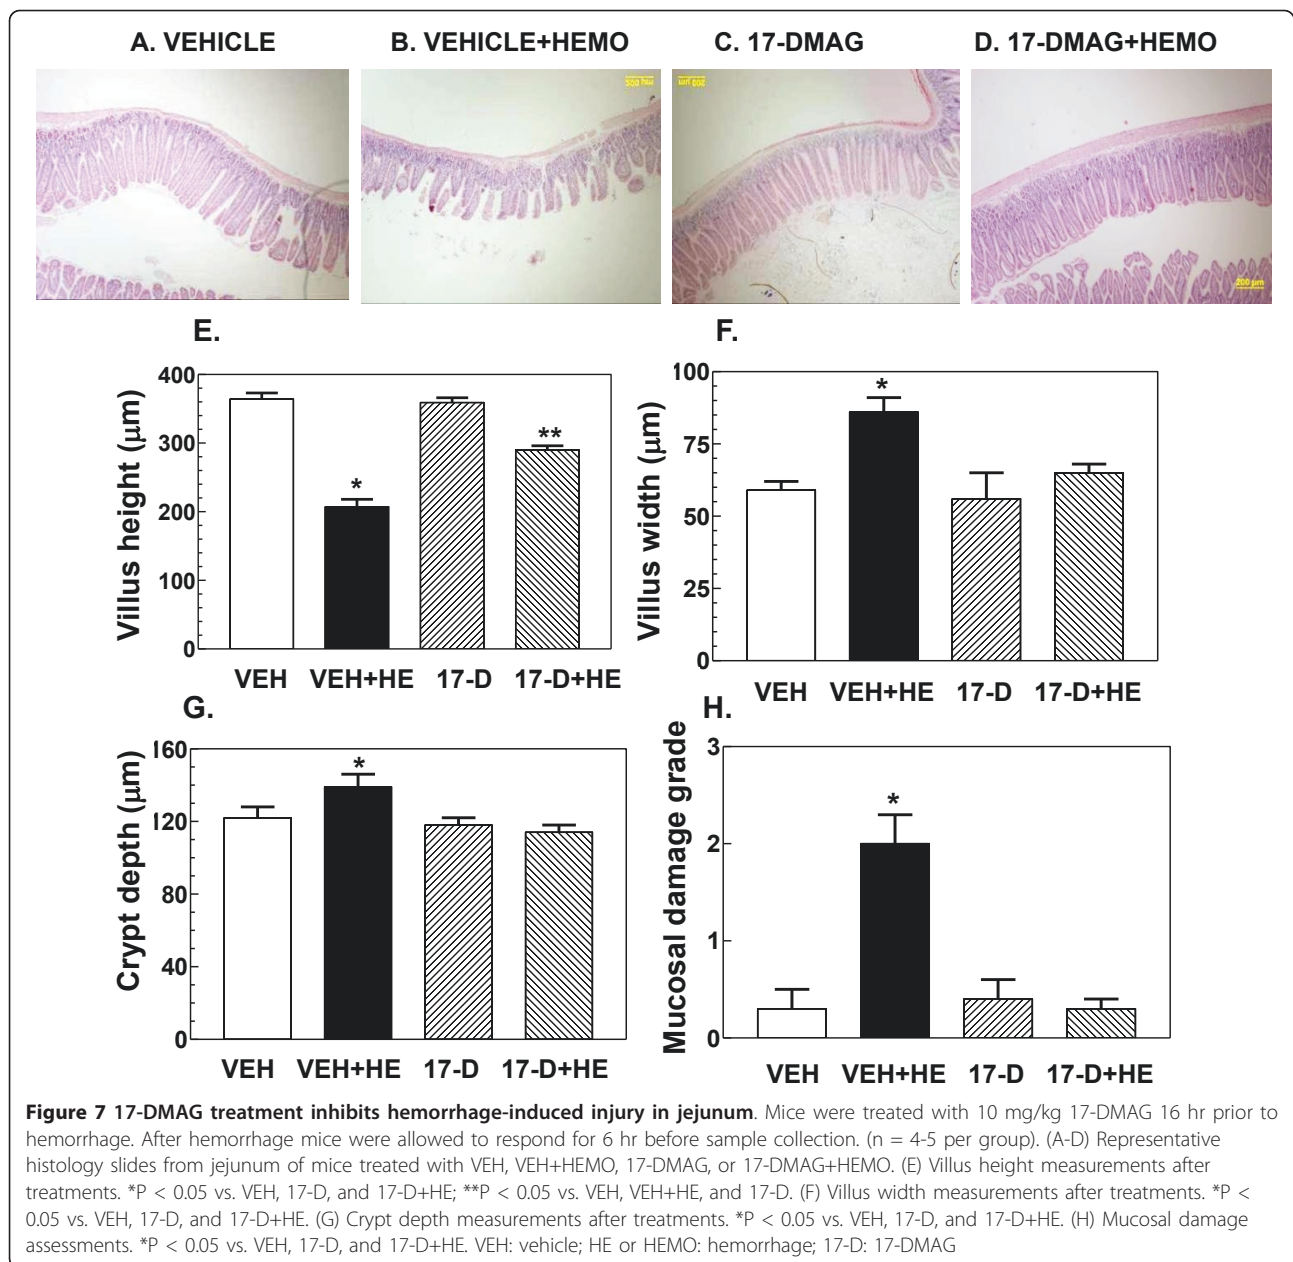 A. VEHICLE
B. VEHICLE+HEMO
C. 17-DMAG
D. 17-DMAG+HEMO
200 µm
200 µm
200 µm
E.
400
300
200
100
0
Villus height (µm)
*
**
VEH VEH+HE 17-D 17-D+HE
F.
100
75
50
25
0
Villus width (µm)
*
VEH VEH+HE 17-D 17-D+HE
G.
160
120
80
40
0
Crypt depth (µm)
*
VEH VEH+HE 17-D 17-D+HE
H.
3
2
1
0
Mucosal damage grade
*
VEH VEH+HE 17-D 17-D+HE
Figure 7 17-DMAG treatment inhibits hemorrhage-induced injury in jejunum. Mice were treated with 10 mg/kg 17-DMAG 16 hr prior to
hemorrhage. After hemorrhage mice were allowed to respond for 6 hr before sample collection. (n = 4-5 per group). (A-D) Representative
histology slides from jejunum of mice treated with VEH, VEH+HEMO, 17-DMAG, or 17-DMAG+HEMO. (E) Villus height measurements after
treatments. *P < 0.05 vs. VEH, 17-D, and 17-D+HE; **P < 0.05 vs. VEH, VEH+HE, and 17-D. (F) Villus width measurements after treatments. *P <
0.05 vs. VEH, 17-D, and 17-D+HE. (G) Crypt depth measurements after treatments. *P < 0.05 vs. VEH, 17-D, and 17-D+HE. (H) Mucosal damage
assessments. *P < 0.05 vs. VEH, 17-D, and 17-D+HE. VEH: vehicle; HE or HEMO: hemorrhage; 17-D: 17-DMAG